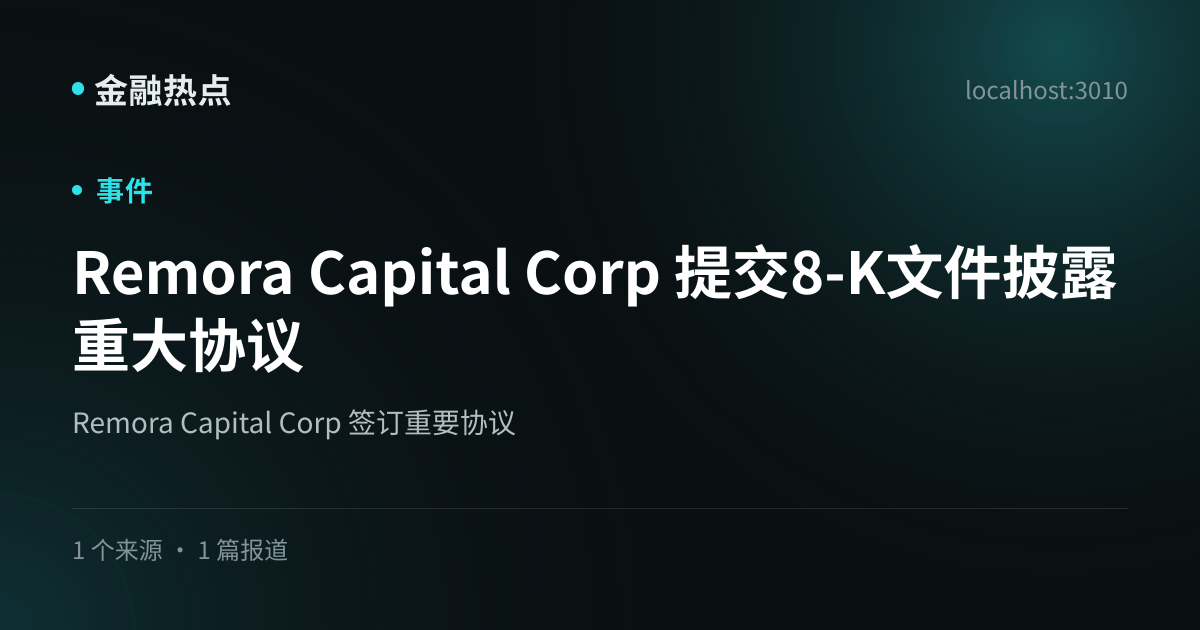 金融热点
localhost:3010
事件
Remora Capital Corp 提交8-K文件披露
重大协议
Remora Capital Corp 签订重要协议
1 个来源 · 1 篇报道